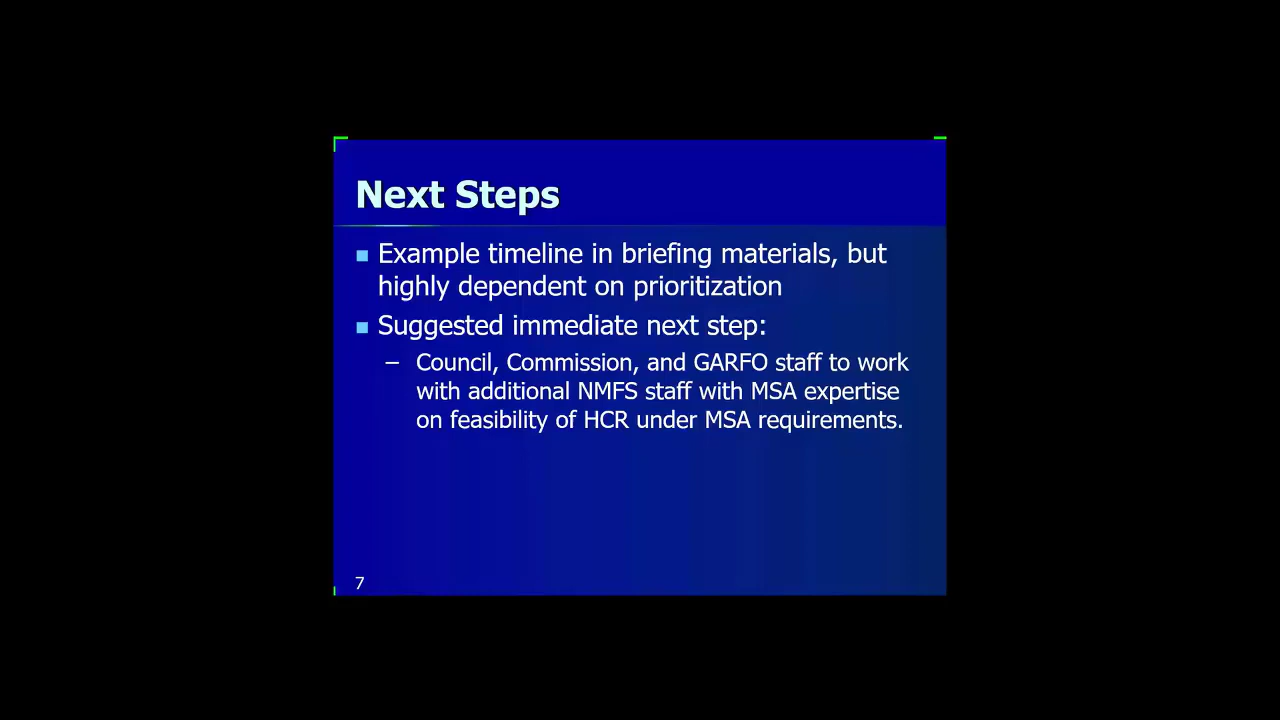 Next Steps
Example timeline in briefing materials, but
highly dependent on prioritization
Suggested immediate next step:
– Council, Commission, and GARFO staff to work
with additional NMFS staff with MSA expertise
on feasibility of HCR under MSA requirements.
7